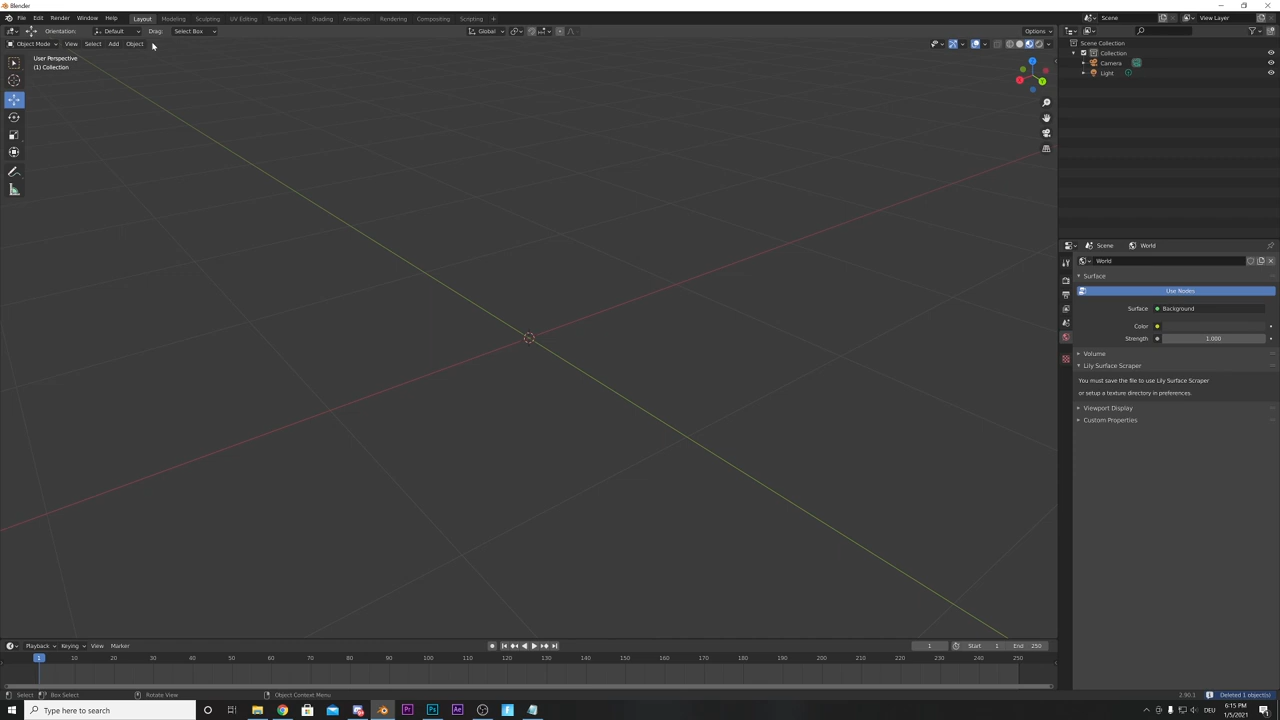 Blender
File Edit Render Window Help Layout Modeling Sculpting UV Editing Texture Paint Shading Animation Rendering Compositing Scripting Scene View Layer
Orientation: Default Drag: Select Box Global Options
Object Mode View Select Add Object
Scene Collection
Collection
Camera
Light
User Perspective
(1) Collection
X
Y
Z
Scene World
World
Surface
Use Nodes
Surface Background
Color
Strength 1.000
Volume
Lily Surface Scraper
You must save the file to use Lily Surface Scraper
or setup a texture directory in preferences.
Viewport Display
Custom Properties
Playback Keying View Marker 1 Start 1 End 250
1 10 20 30 40 50 60 70 80 90 100 110 120 130 140 150 160 170 180 190 200 210 220 230 240 250
Select Box Select Rotate View Object Context Menu 2.90.1 Deleted 1 object(s)
Type here to search
DEU
6:15 PM
1/5/2021